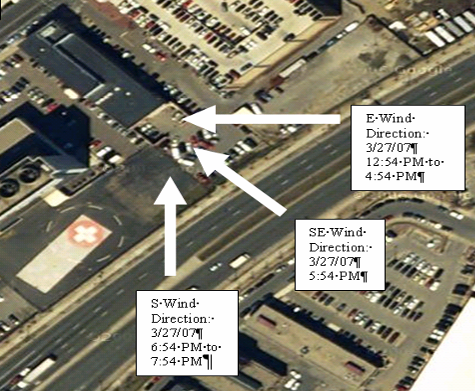 E·Wind·
Direction:·
3/27/07¶
12:54·PM·to·
4:54·PM¶
SE·Wind·
Direction:·
3/27/07¶
5:54·PM¶
S·Wind·
Direction:·
3/27/07¶
6:54·PM·to·
7:54·PM¶